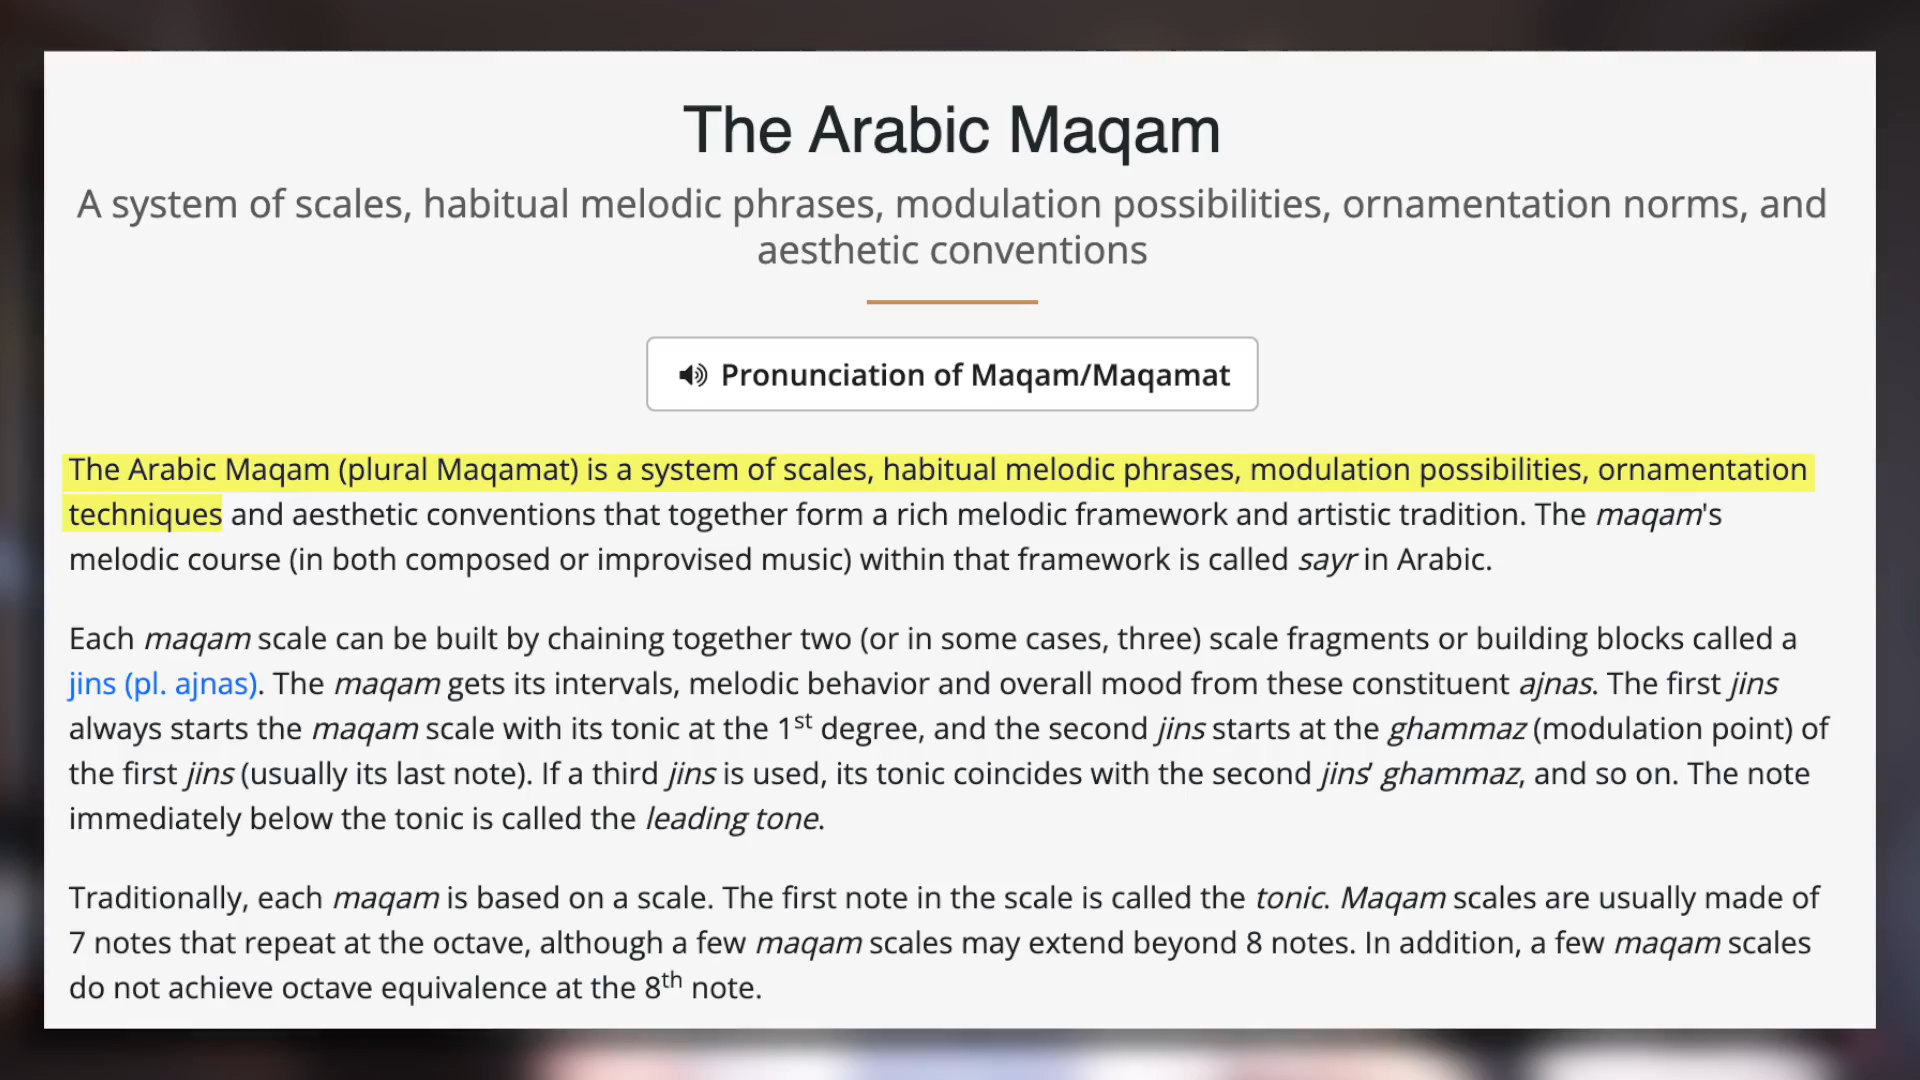 The Arabic Maqam
A system of scales, habitual melodic phrases, modulation possibilities, ornamentation norms, and
aesthetic conventions
Pronunciation of Maqam/Maqamat
The Arabic Maqam (plural Maqamat) is a system of scales, habitual melodic phrases, modulation possibilities, ornamentation
techniques and aesthetic conventions that together form a rich melodic framework and artistic tradition. The maqam's
melodic course (in both composed or improvised music) within that framework is called sayr in Arabic.
Each maqam scale can be built by chaining together two (or in some cases, three) scale fragments or building blocks called a
jins (pl. ajnas). The maqam gets its intervals, melodic behavior and overall mood from these constituent ajnas. The first jins
always starts the maqam scale with its tonic at the 1st degree, and the second jins starts at the ghammaz (modulation point) of
the first jins (usually its last note). If a third jins is used, its tonic coincides with the second jins' ghammaz, and so on. The note
immediately below the tonic is called the leading tone.
Traditionally, each maqam is based on a scale. The first note in the scale is called the tonic. Maqam scales are usually made of
7 notes that repeat at the octave, although a few maqam scales may extend beyond 8 notes. In addition, a few maqam scales
do not achieve octave equivalence at the 8th note.